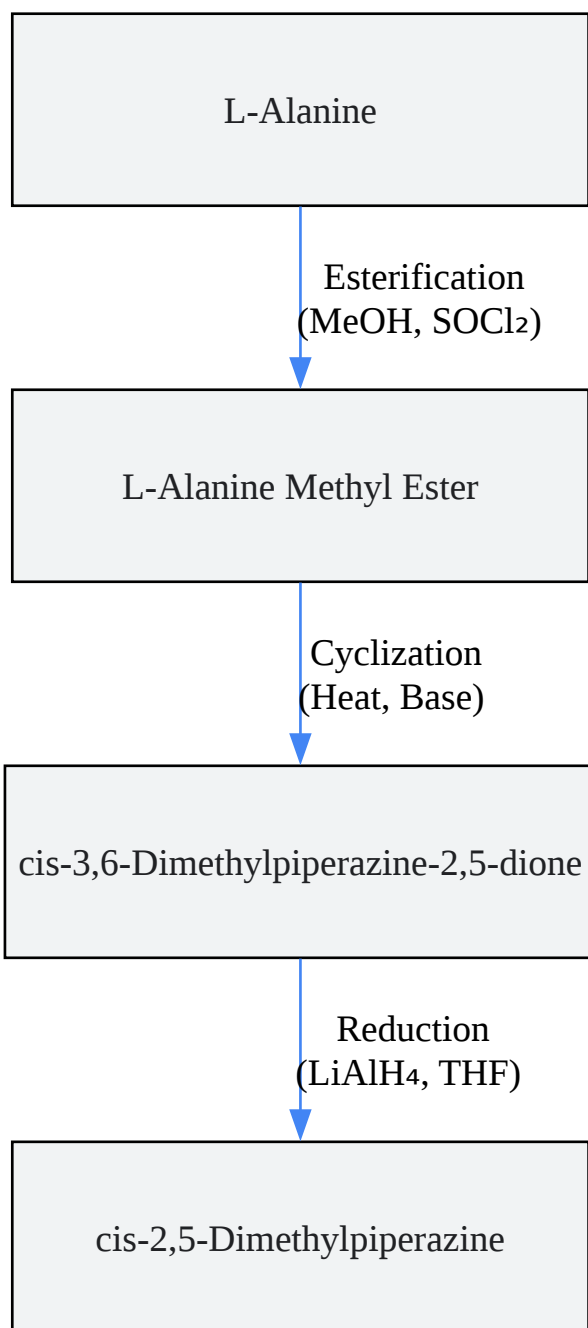 L-Alanine
Esterification
(MeOH, SOCl₂)
L-Alanine Methyl Ester
Cyclization
(Heat, Base)
cis-3,6-Dimethylpiperazine-2,5-dione
Reduction
(LiAlH₄, THF)
cis-2,5-Dimethylpiperazine